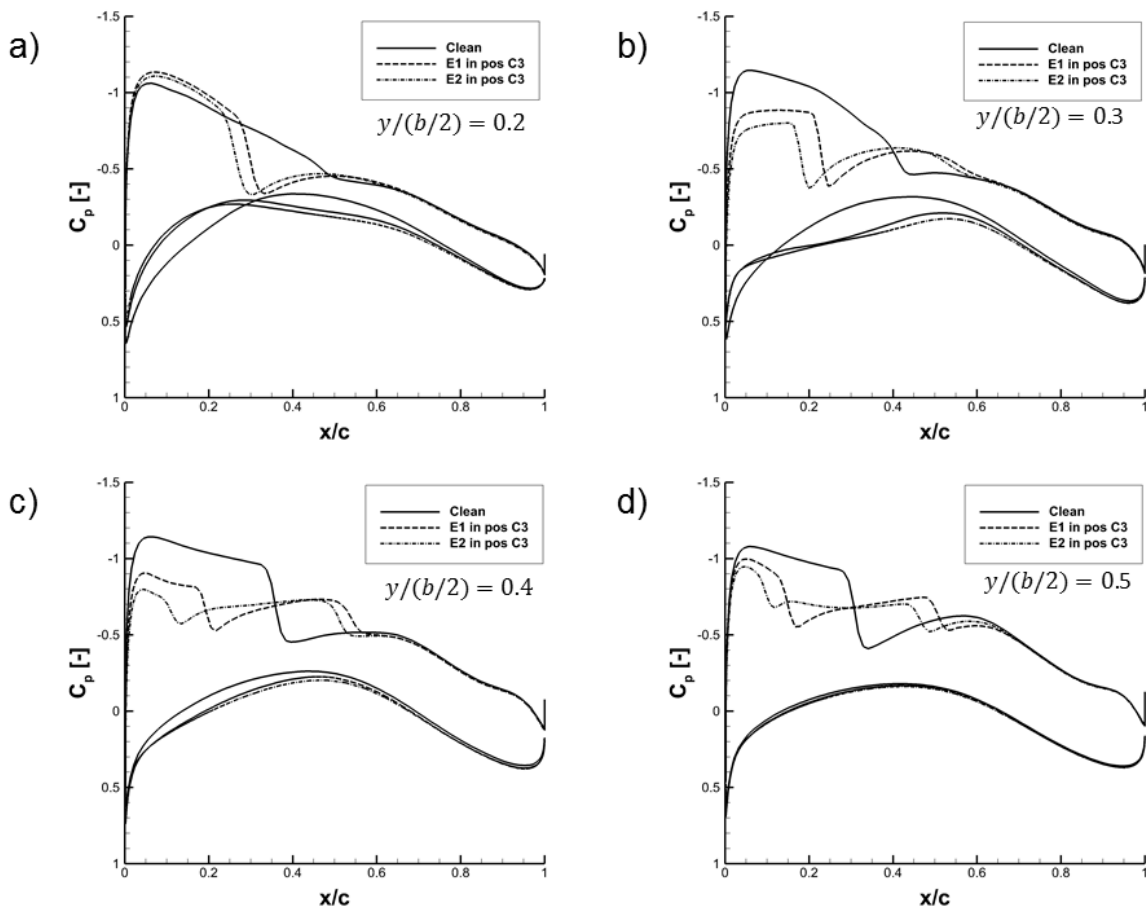 a)
-1.5
-1
-0.5
0
0.5
1
C_p [-]
Clean
E1 in pos C3
E2 in pos C3
y/(b/2) = 0.2
0 0.2 0.4 0.6 0.8 1
x/c
b)
-1.5
-1
-0.5
0
0.5
1
C_p [-]
Clean
E1 in pos C3
E2 in pos C3
y/(b/2) = 0.3
0 0.2 0.4 0.6 0.8 1
x/c
c)
-1.5
-1
-0.5
0
0.5
1
C_p [-]
Clean
E1 in pos C3
E2 in pos C3
y/(b/2) = 0.4
0 0.2 0.4 0.6 0.8 1
x/c
d)
-1.5
-1
-0.5
0
0.5
1
C_p [-]
Clean
E1 in pos C3
E2 in pos C3
y/(b/2) = 0.5
0 0.2 0.4 0.6 0.8 1
x/c